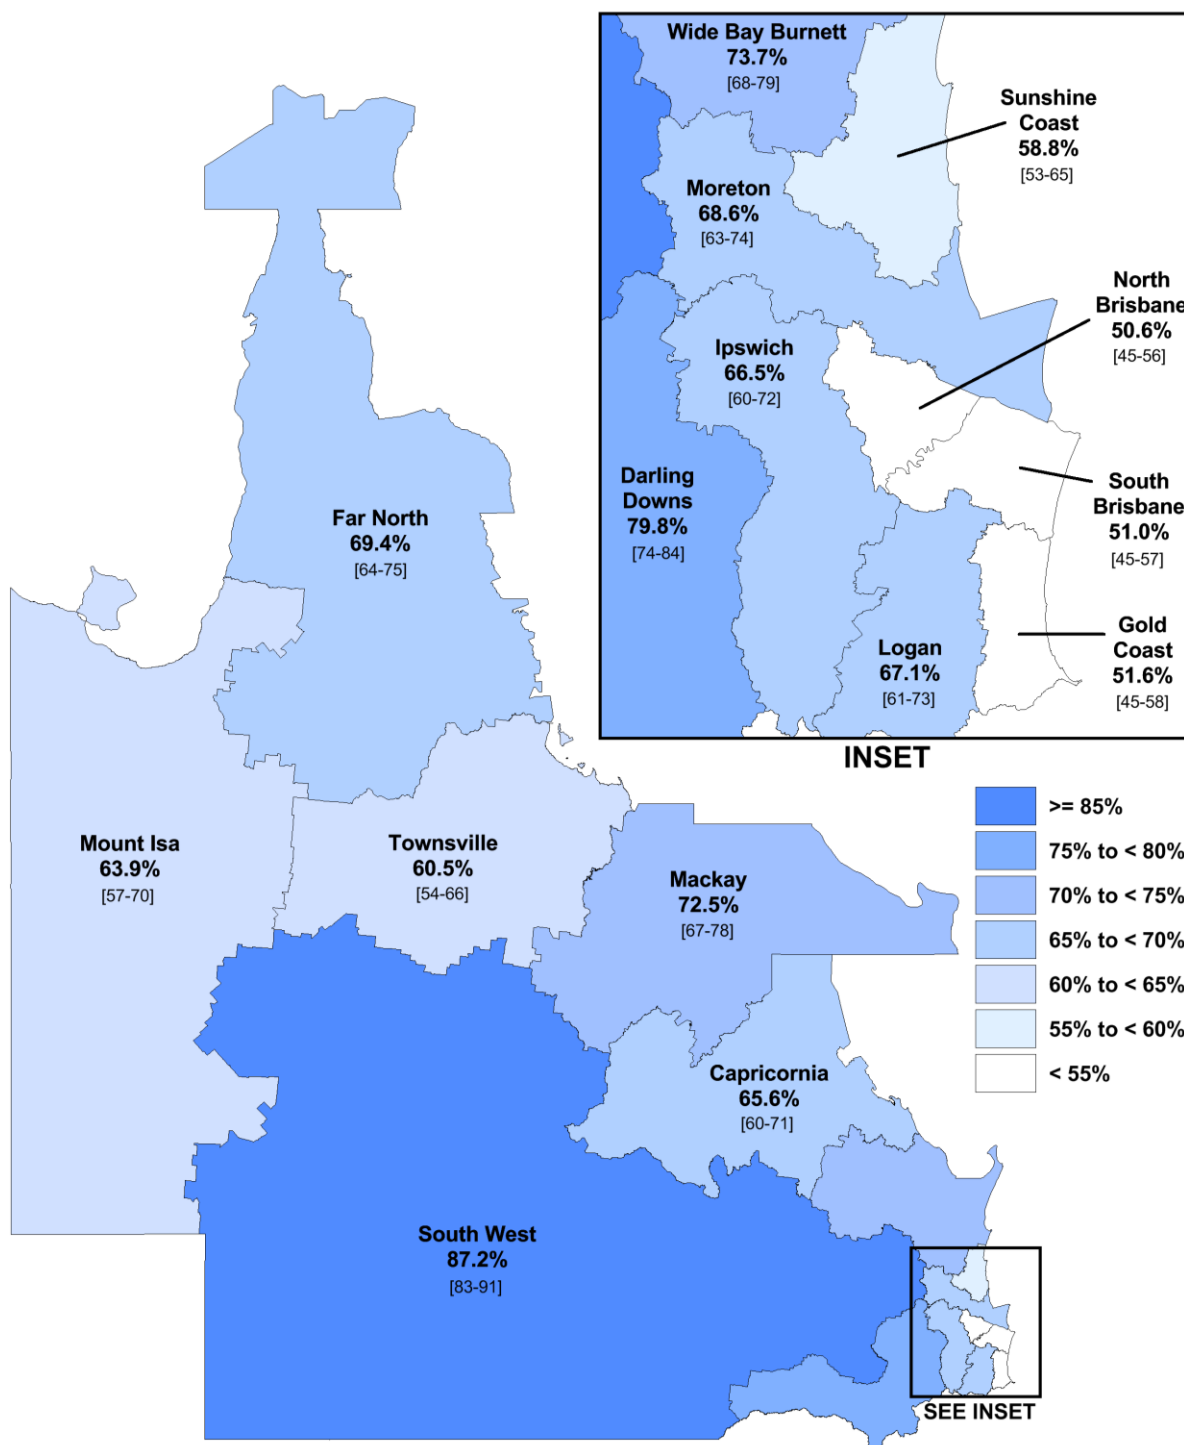 Wide Bay Burnett
73.7%
[68-79]
Sunshine
Coast
58.8%
[53-65]
Moreton
68.6%
[63-74]
North
Brisbane
50.6%
[45-56]
Ipswich
66.5%
[60-72]
Darling
Downs
79.8%
[74-84]
South
Brisbane
51.0%
[45-57]
Gold
Coast
51.6%
[45-58]
Logan
67.1%
[61-73]
INSET
Far North
69.4%
[64-75]
Mount Isa
63.9%
[57-70]
Townsville
60.5%
[54-66]
Mackay
72.5%
[67-78]
>= 85%
75% to < 80%
70% to < 75%
65% to < 70%
60% to < 65%
55% to < 60%
< 55%
Capricornia
65.6%
[60-71]
South West
87.2%
[83-91]
SEE INSET